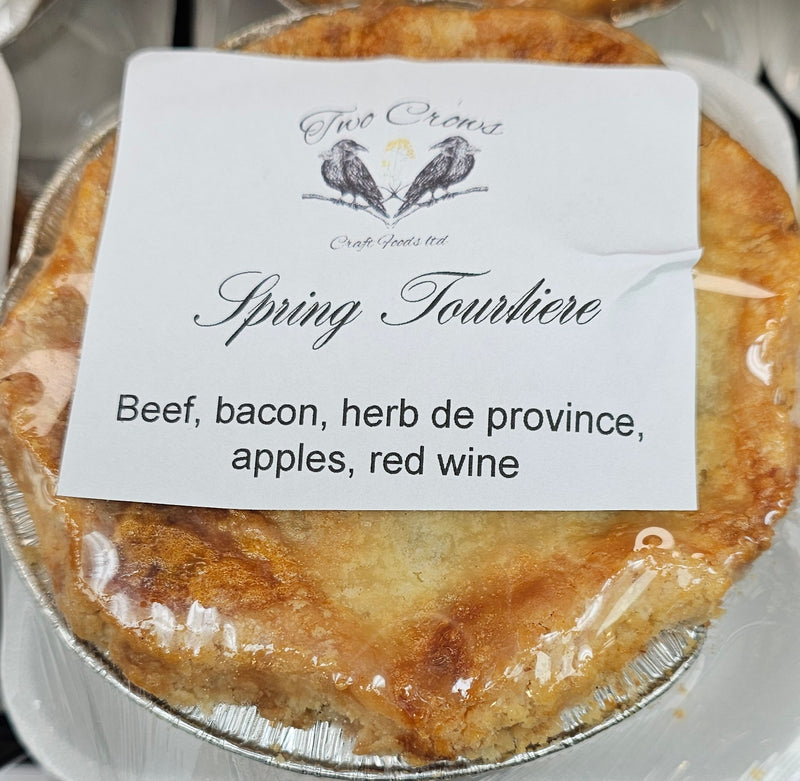 Two Crows
Craft Foods ltd
Spring Tourtiere
Beef, bacon, herb de province,
apples, red wine